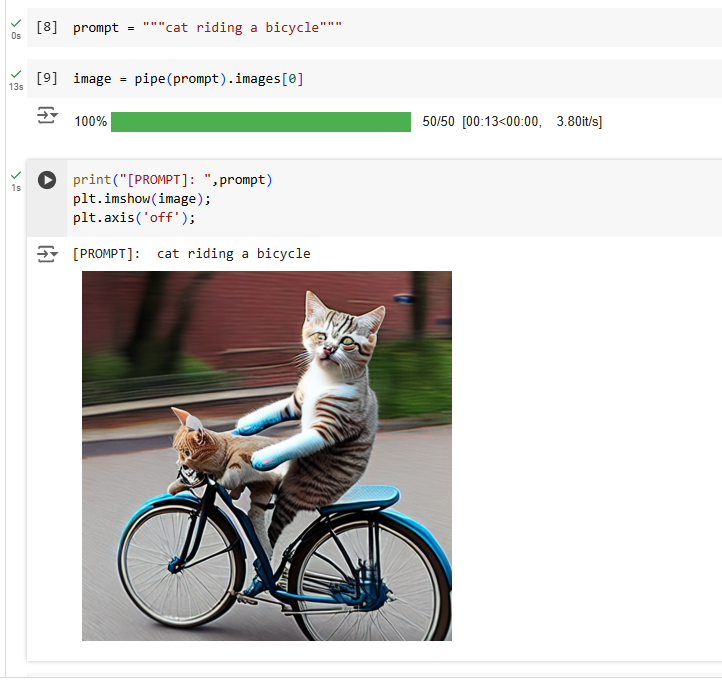 0s
[8] prompt = """cat riding a bicycle"""
13s
[9] image = pipe(prompt).images[0]
100% 50/50 [00:13<00:00, 3.80it/s]
1s
print("[PROMPT]: ",prompt)
plt.imshow(image);
plt.axis('off');
[PROMPT]:  cat riding a bicycle